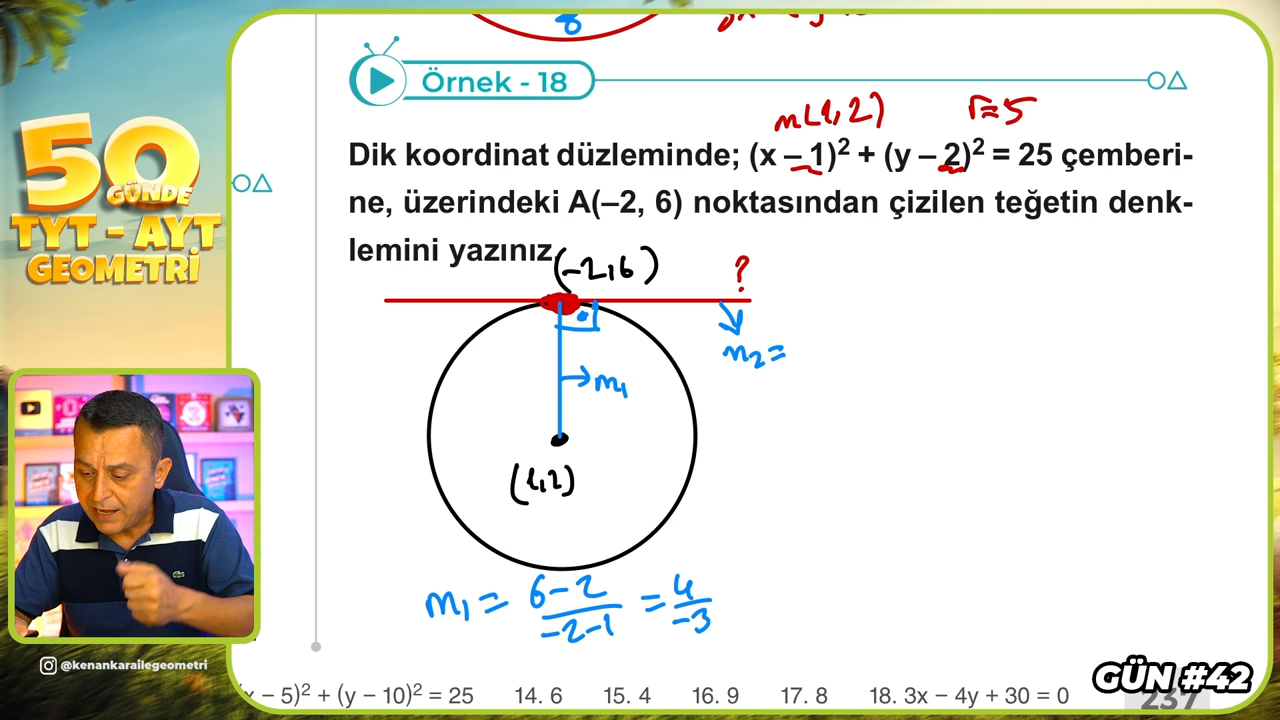 8
Örnek - 18
M(1,2) r=5
Dik koordinat düzleminde; (x – 1)² + (y – 2)² = 25 çemberi-
ne, üzerindeki A(–2, 6) noktasından çizilen teğetin denk-
lemini yazınız.
(-2,6)
?
m₂=
m₁
(1,2)
m₁ = 6-2/-2-1 = 4/-3
x – 5)² + (y – 10)² = 25 14. 6 15. 4 16. 9 17. 8 18. 3x – 4y + 30 = 0
237
50
GÜNDE
TYT - AYT
GEOMETRİ
@kenankarailegeometri
GÜN #42